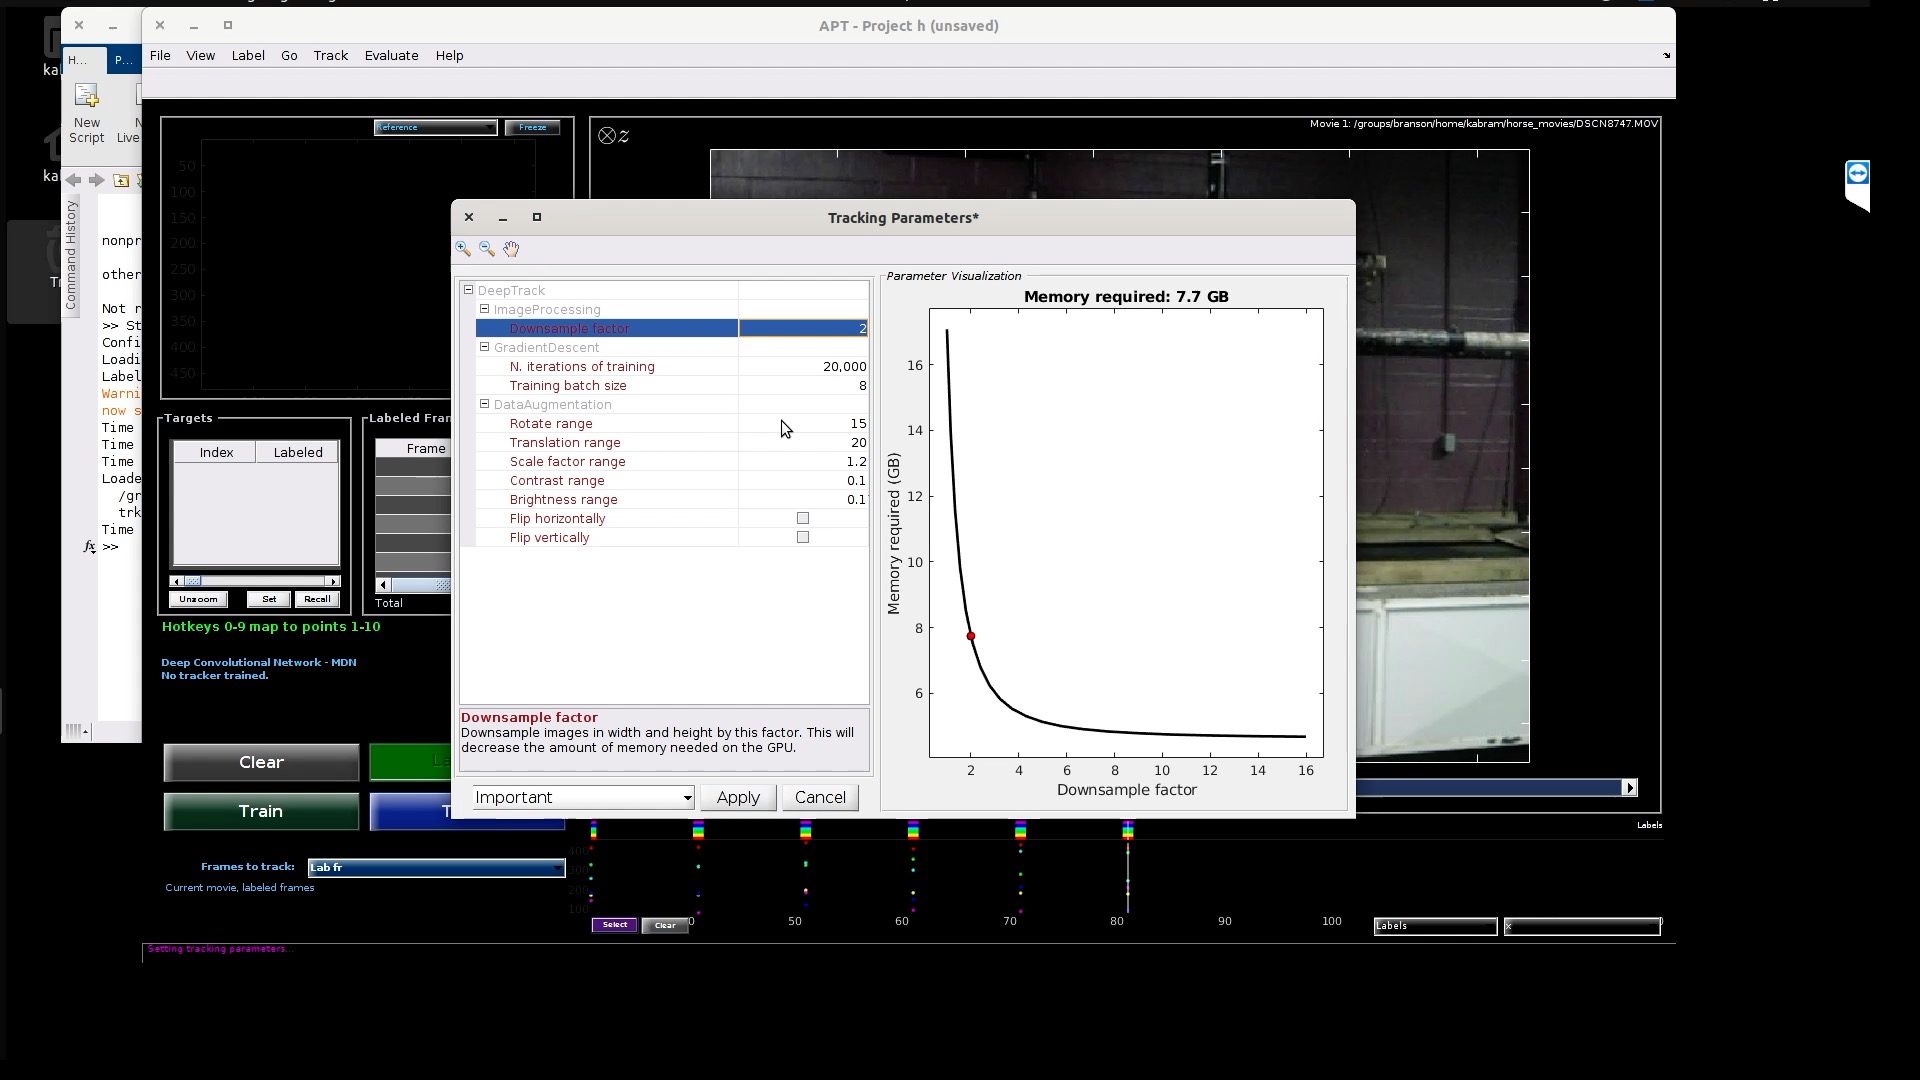 APT - Project h (unsaved)
File View Label Go Track Evaluate Help
H... P...
New
Script
Live
Command History
nonpr
other
Not r
>> St
Confi
Loadi
Label
Warni
now s
Time
Time
Time
Loade
/gr
trk
Time
fx >>
Reference Freeze
50
100
150
200
250
300
350
400
450
z
Movie 1: /groups/branson/home/kabram/horse_movies/DSCN8747.MOV
Targets
Index Labeled
Unzoom Set Recall
Labeled Fran
Frame
Total
Hotkeys 0-9 map to points 1-10
Deep Convolutional Network - MDN
No tracker trained.
Clear
Train
Frames to track: Lab fr
Current movie, labeled frames
Setting tracking parameters...
Tracking Parameters*
DeepTrack
ImageProcessing
Downsample factor 2
GradientDescent
N. iterations of training 20,000
Training batch size 8
DataAugmentation
Rotate range 15
Translation range 20
Scale factor range 1.2
Contrast range 0.1
Brightness range 0.1
Flip horizontally
Flip vertically
Downsample factor
Downsample images in width and height by this factor. This will
decrease the amount of memory needed on the GPU.
Important Apply Cancel
Parameter Visualization
Memory required: 7.7 GB
Memory required (GB)
16
14
12
10
8
6
2 4 6 8 10 12 14 16
Downsample factor
Labels
400
300
200
100
Select Clear 50 60 70 80 90 100 Labels x